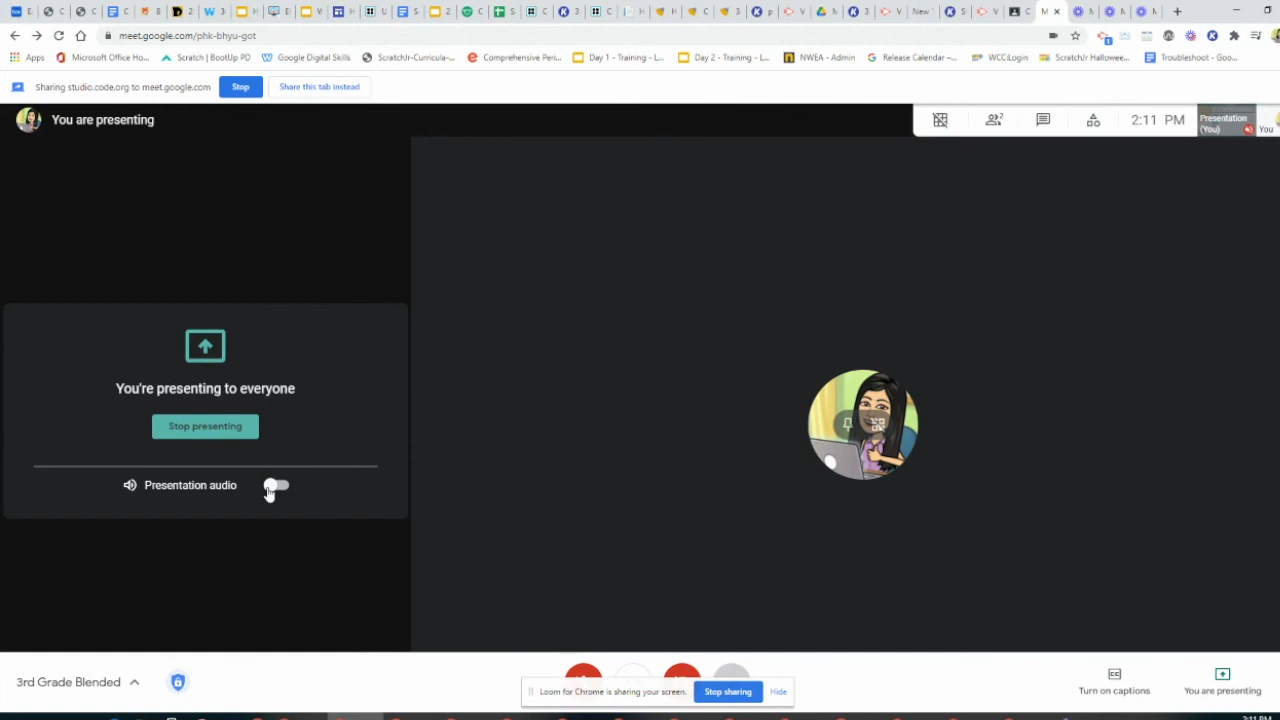 meet.google.com/phk-bhyu-got
Apps
Microsoft Office Ho...
Scratch | BootUp PD
Google Digital Skills
ScratchJr-Curricula-...
Comprehensive Peri...
Day 1 - Training - L...
Day 2 - Training - L...
NWEA - Admin
Release Calendar –...
WCC:Login
ScratchJr Hallowee...
Troubleshoot - Goo...
Sharing studio.code.org to meet.google.com
Stop
Share this tab instead
You are presenting
2
2:11 PM
Presentation
(You)
You
You're presenting to everyone
Stop presenting
Presentation audio
3rd Grade Blended
Loom for Chrome is sharing your screen.
Stop sharing
Hide
Turn on captions
You are presenting